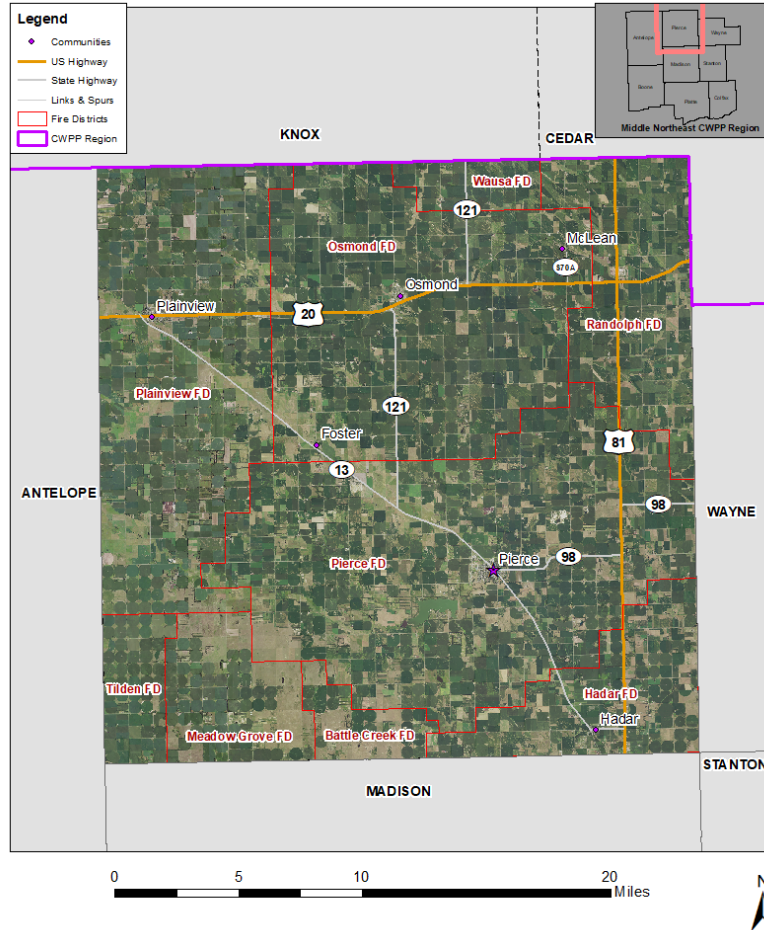 Legend
Communities
US Highway
State Highway
Links & Spurs
Fire Districts
CWPP Region
Antelope
Pierce
Wayne
Madison
Stanton
Boone
Platte
Colfax
Middle Northeast CWPP Region
KNOX
CEDAR
Wausa FD
121
McLean
Osmond FD
570A
Osmond
Plainview
20
Randolph FD
Plainview FD
121
Foster
81
13
ANTELOPE
98
WAYNE
Pierce
98
Pierce FD
Tilden FD
Hadar FD
Hadar
Meadow Grove FD
Battle Creek FD
STANTON
MADISON
0 5 10 20
Miles
N